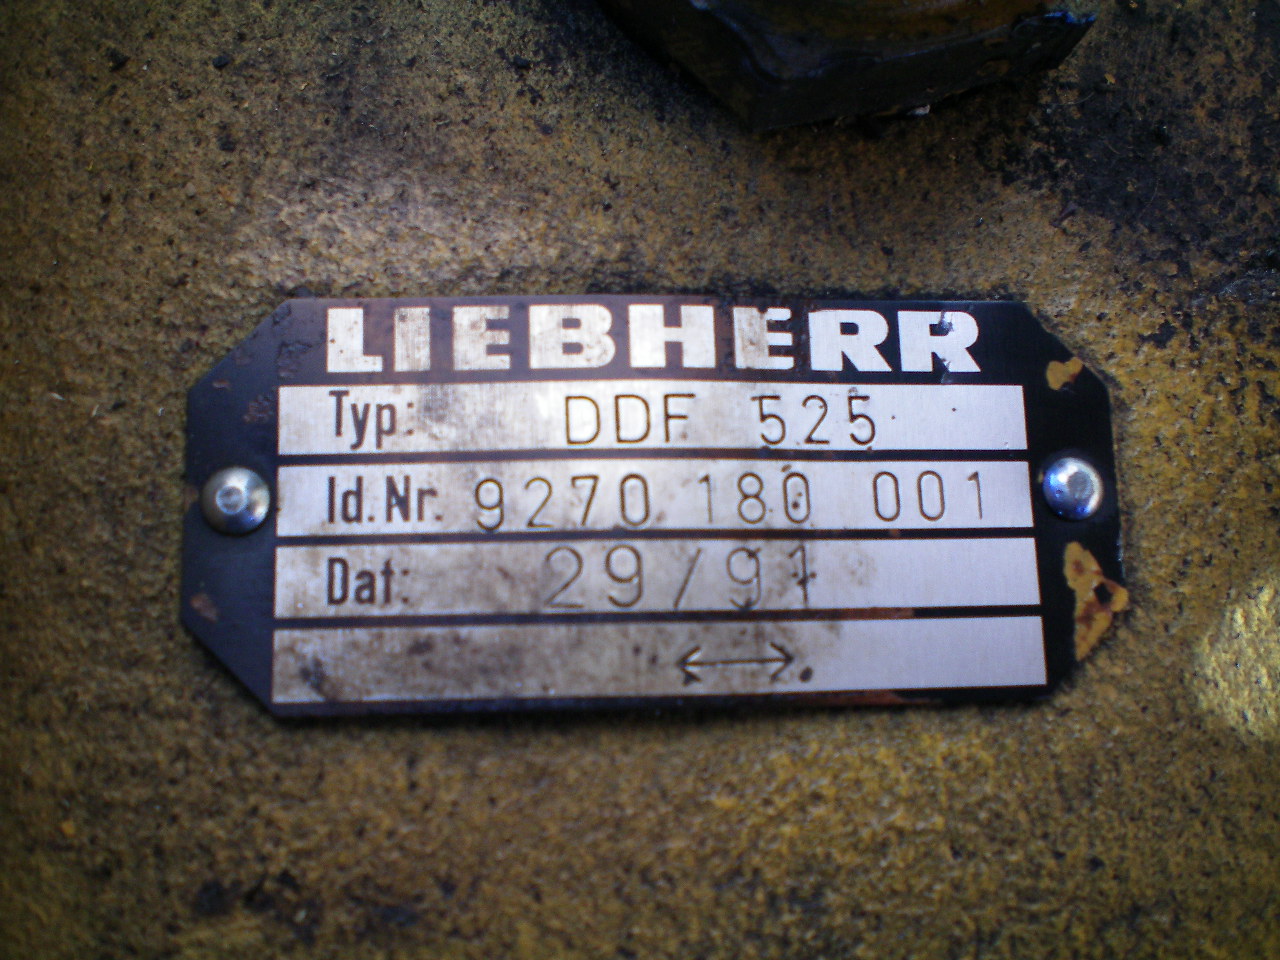 LIEBHERR
Typ: DDF 525
Id.Nr. 9270 180 001
Dat: 29/91